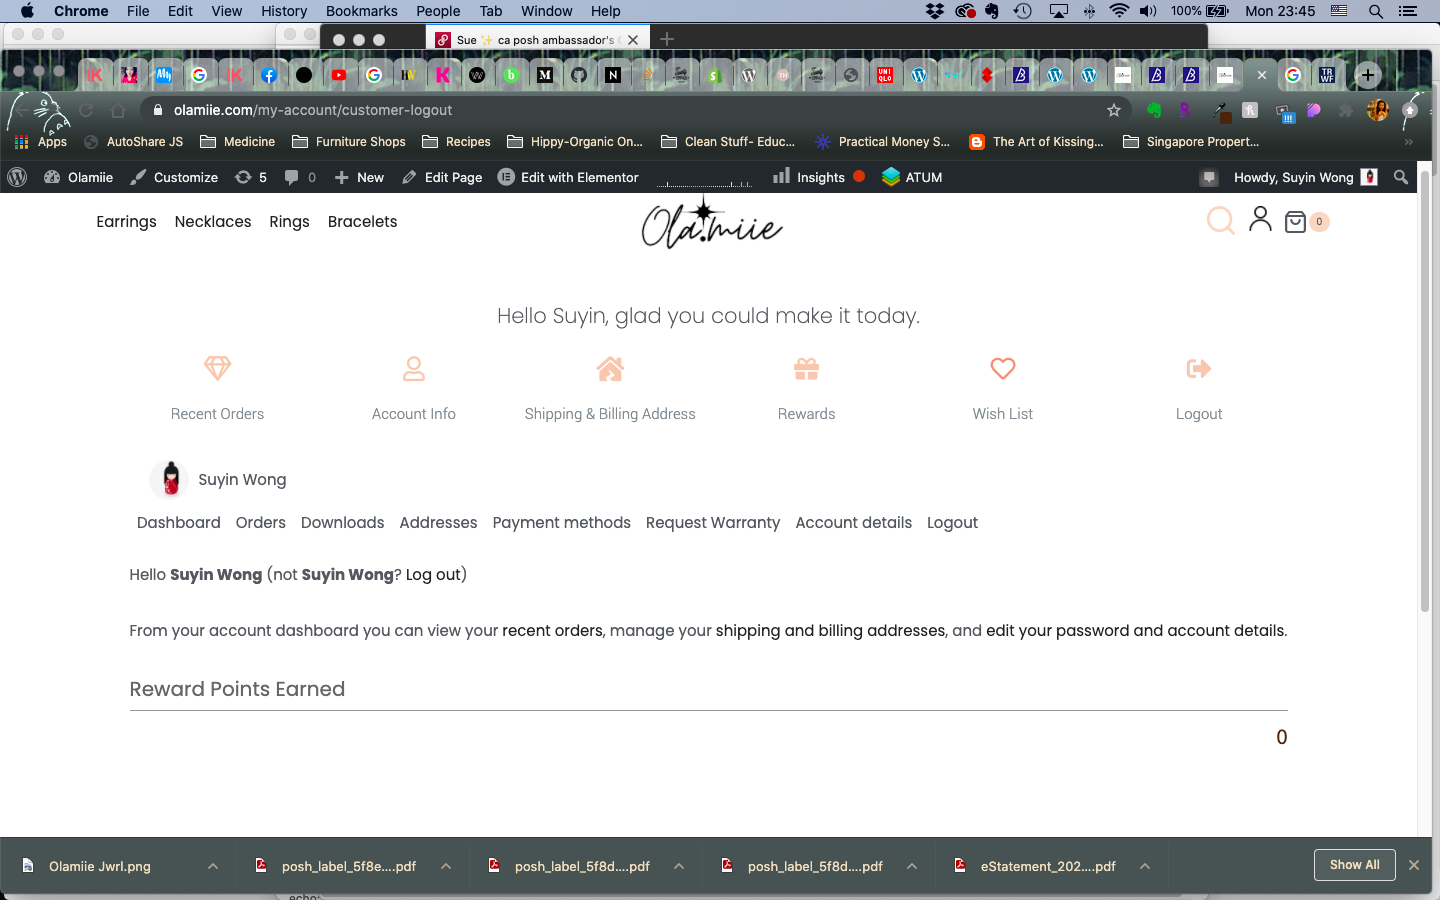 Chrome File Edit View History Bookmarks People Tab Window Help 100% Mon 23:45
Sue ✨ ca posh ambassador's
olamiie.com/my-account/customer-logout
Apps AutoShare JS Medicine Furniture Shops Recipes Hippy-Organic On... Clean Stuff- Educ... Practical Money S... The Art of Kissing... Singapore Propert... »
Olamiie Customize 5 0 New Edit Page Edit with Elementor Insights ATUM Howdy, Suyin Wong
Earrings Necklaces Rings Bracelets Olamiie 0
Hello Suyin, glad you could make it today.
Recent Orders Account Info Shipping & Billing Address Rewards Wish List Logout
Suyin Wong
Dashboard Orders Downloads Addresses Payment methods Request Warranty Account details Logout
Hello Suyin Wong (not Suyin Wong? Log out)
From your account dashboard you can view your recent orders, manage your shipping and billing addresses, and edit your password and account details.
Reward Points Earned
0
Olamiie Jwrl.png posh_label_5f8e....pdf posh_label_5f8d....pdf posh_label_5f8d....pdf eStatement_202....pdf Show All